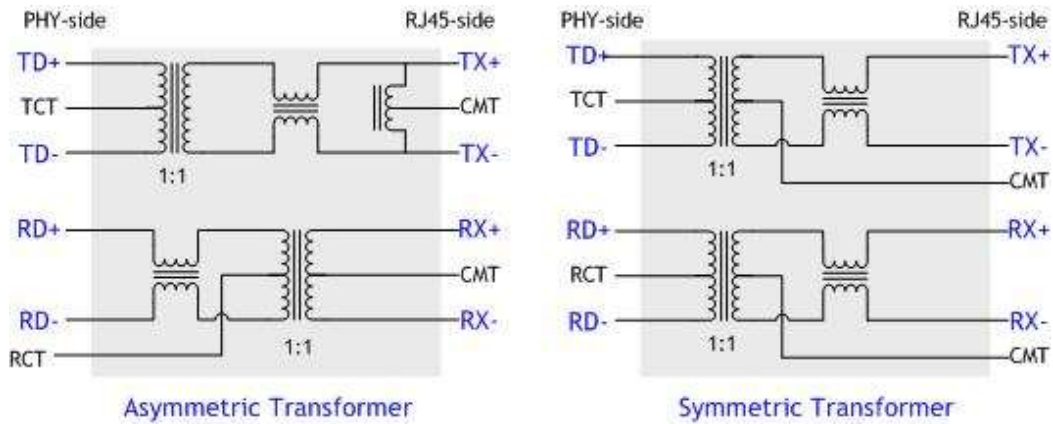 PHY-side RJ45-side
TD+ TX+
TCT CMT
TD- TX-
1:1
RD+ RX+
CMT
RD- RX-
RCT
1:1
Asymmetric Transformer
PHY-side RJ45-side
TD+ TX+
TCT
TD- TX-
1:1
CMT
RD+ RX+
RCT
RD- RX-
1:1
CMT
Symmetric Transformer